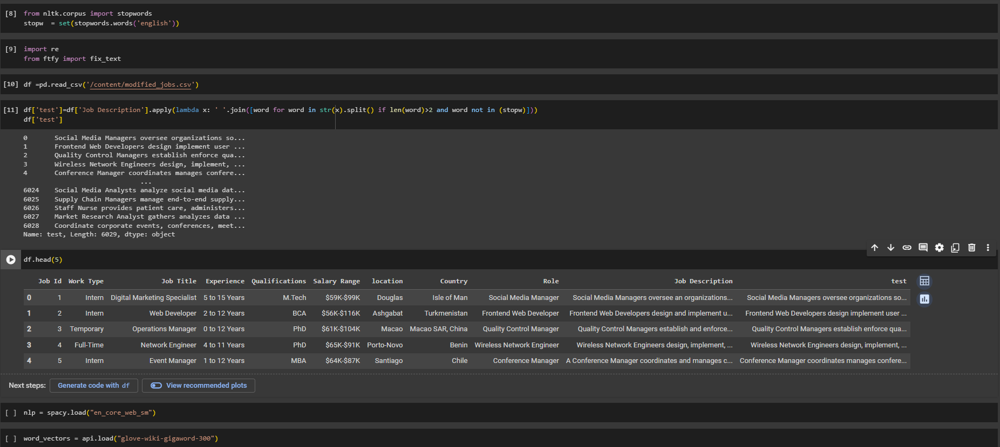 [8] from nltk.corpus import stopwords
stopw  = set(stopwords.words('english'))
[9] import re
from ftfy import fix_text
[10] df =pd.read_csv('/content/modified_jobs.csv')
[11] df['test']=df['Job Description'].apply(lambda x: ' '.join([word for word in str(x).split() if len(word)>2 and word not in (stopw)]))
df['test']
0 Social Media Managers oversee organizations so...
1 Frontend Web Developers design implement user ...
2 Quality Control Managers establish enforce qua...
3 Wireless Network Engineers design, implement, ...
4 Conference Manager coordinates manages confere...
...
6024 Social Media Analysts analyze social media dat...
6025 Supply Chain Managers manage end-to-end supply...
6026 Staff Nurse provides patient care, administers...
6027 Market Research Analyst gathers analyzes data ...
6028 Coordinate corporate events, conferences, meet...
Name: test, Length: 6029, dtype: object
df.head(5)
Job Id Work Type Job Title Experience Qualifications Salary Range location Country Role Job Description test
0 1 Intern Digital Marketing Specialist 5 to 15 Years M.Tech $59K-$99K Douglas Isle of Man Social Media Manager Social Media Managers oversee an organizations... Social Media Managers oversee organizations so...
1 2 Intern Web Developer 2 to 12 Years BCA $56K-$116K Ashgabat Turkmenistan Frontend Web Developer Frontend Web Developers design and implement u... Frontend Web Developers design implement user ...
2 3 Temporary Operations Manager 0 to 12 Years PhD $61K-$104K Macao Macao SAR, China Quality Control Manager Quality Control Managers establish and enforce... Quality Control Managers establish enforce qua...
3 4 Full-Time Network Engineer 4 to 11 Years PhD $65K-$91K Porto-Novo Benin Wireless Network Engineer Wireless Network Engineers design, implement, ... Wireless Network Engineers design, implement, ...
4 5 Intern Event Manager 1 to 12 Years MBA $64K-$87K Santiago Chile Conference Manager A Conference Manager coordinates and manages c... Conference Manager coordinates manages confere...
Next steps: Generate code with df View recommended plots
[ ] nlp = spacy.load("en_core_web_sm")
[ ] word_vectors = api.load("glove-wiki-gigaword-300")